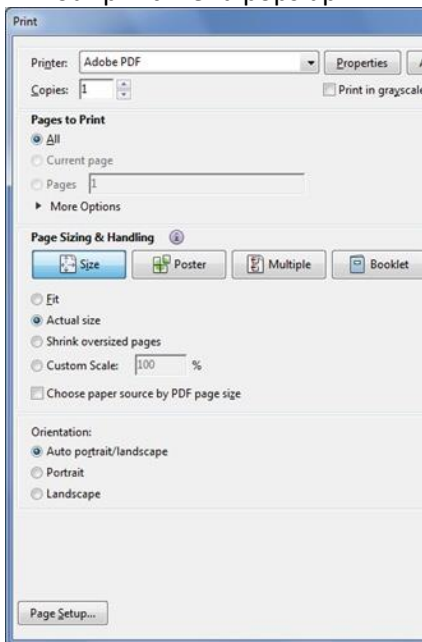 Print
Printer: Adobe PDF Properties A
Copies: 1 Print in grayscale
Pages to Print
All
Current page
Pages 1
More Options
Page Sizing & Handling
Size Poster Multiple Booklet
Fit
Actual size
Shrink oversized pages
Custom Scale: 100 %
Choose paper source by PDF page size
Orientation:
Auto portrait/landscape
Portrait
Landscape
Page Setup...